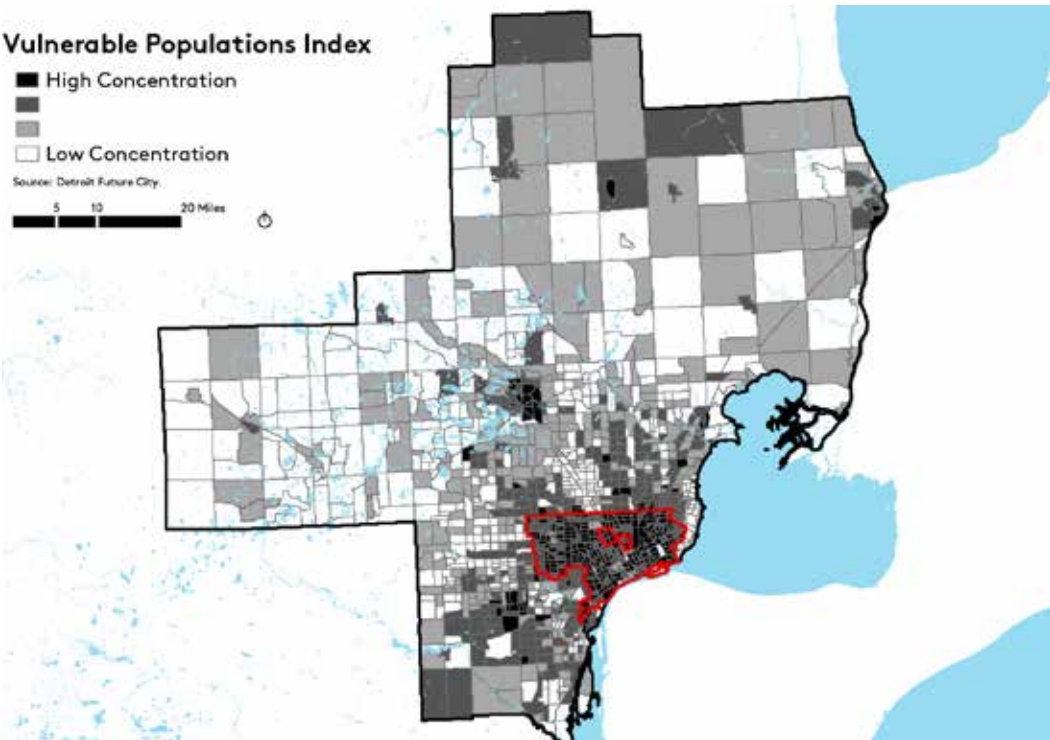 Vulnerable Populations Index
High Concentration
Low Concentration
Source: Detroit Future City.
5 10 20 Miles